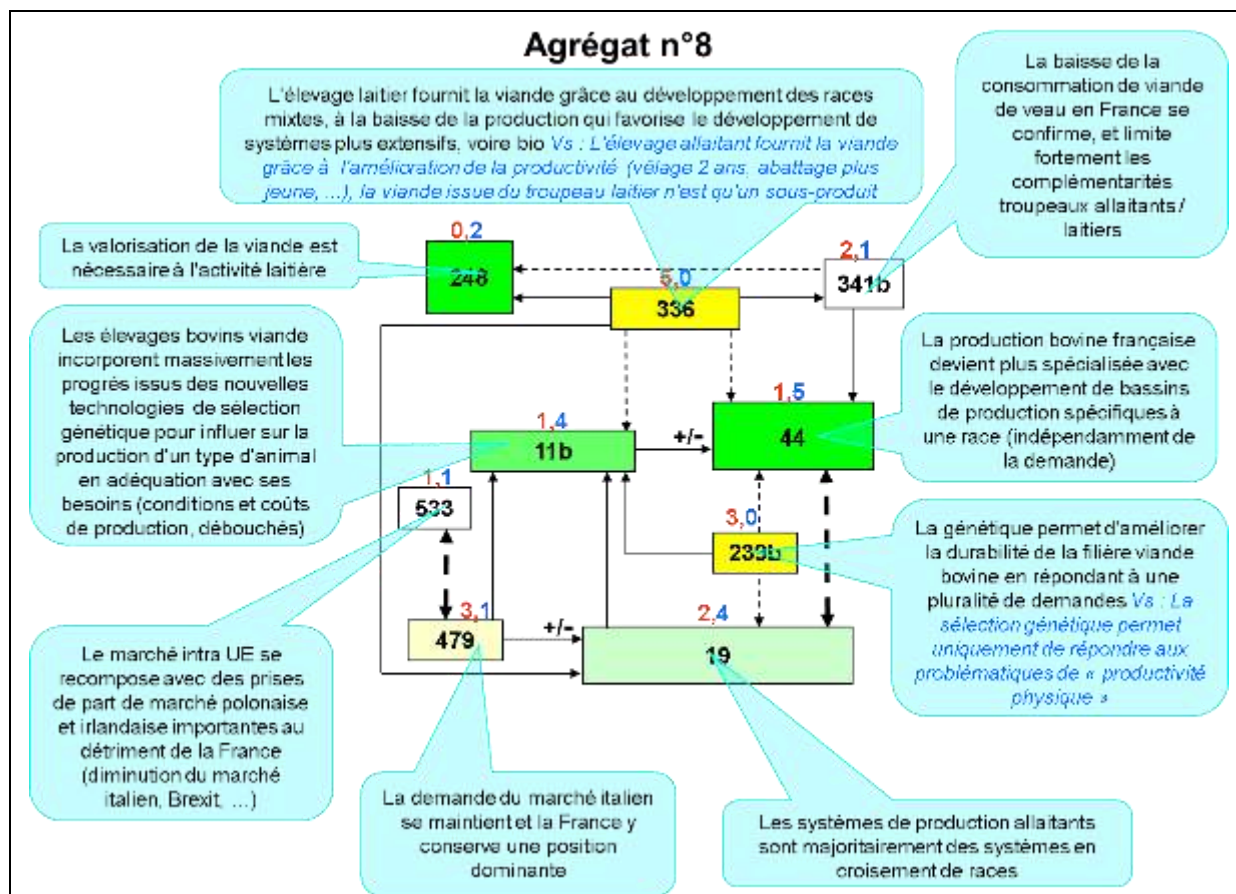 Agrégat n°8
L'élevage laitier fournit la viande grâce au développement des races
mixtes, à la baisse de la production qui favorise le développement de
systèmes plus extensifs, voire bio Vs : L'élevage allaitant fournit la viande
grâce à l'amélioration de la productivité (vêlage 2 ans, abattage plus
jeune, ...), la viande issue du troupeau laitier n'est qu'un sous-produit
La baisse de la
consommation de viande
de veau en France se
confirme, et limite
fortement les
complémentarités
troupeaux allaitants /
laitiers
La valorisation de la viande est
nécessaire à l'activité laitière
0,2
248
5,0
336
2,1
341b
Les élevages bovins viande
incorporent massivement les
progrès issus des nouvelles
technologies de sélection
génétique pour influer sur la
production d'un type d'animal
en adéquation avec ses
besoins (conditions et coûts
de production, débouchés)
La production bovine française
devient plus spécialisée avec
le développement de bassins
de production spécifiques à
une race (indépendamment de
la demande)
1,4
11b
+/-
1,5
44
1,1
533
3,0
239b
La génétique permet d'améliorer
la durabilité de la filière viande
bovine en répondant à une
pluralité de demandes Vs : La
sélection génétique permet
uniquement de répondre aux
problématiques de « productivité
physique »
3,1
479
+/-
2,4
19
Le marché intra UE se
recompose avec des prises
de part de marché polonaise
et irlandaise importantes au
détriment de la France
(diminution du marché
italien, Brexit, ...)
La demande du marché italien
se maintient et la France y
conserve une position
dominante
Les systèmes de production allaitants
sont majoritairement des systèmes en
croisement de races